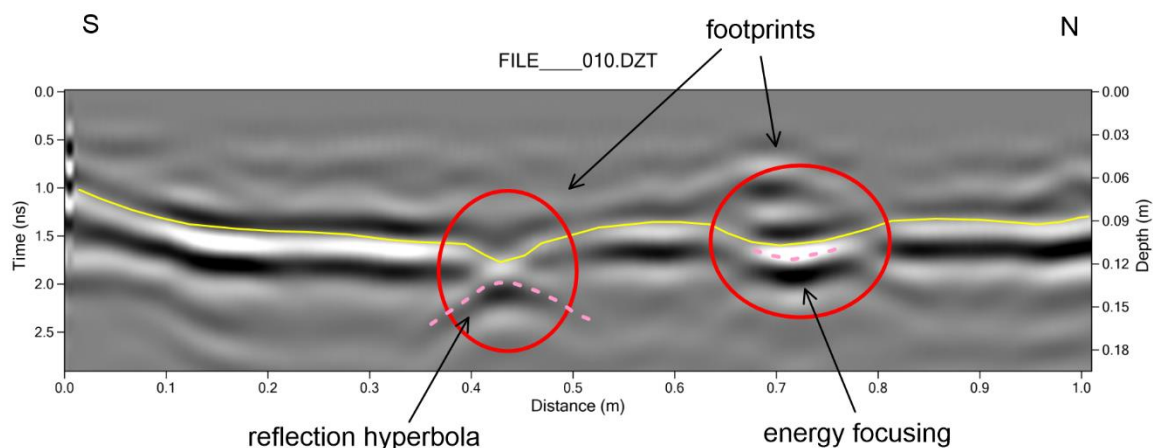 S
footprints
N
FILE____010.DZT
0.0
0.5
1.0
1.5
2.0
2.5
Time (ns)
0.00
0.03
0.06
0.09
0.12
0.15
0.18
Depth (m)
0.0 0.1 0.2 0.3 0.4 0.5 0.6 0.7 0.8 0.9 1.0
Distance (m)
reflection hyperbola
energy focusing